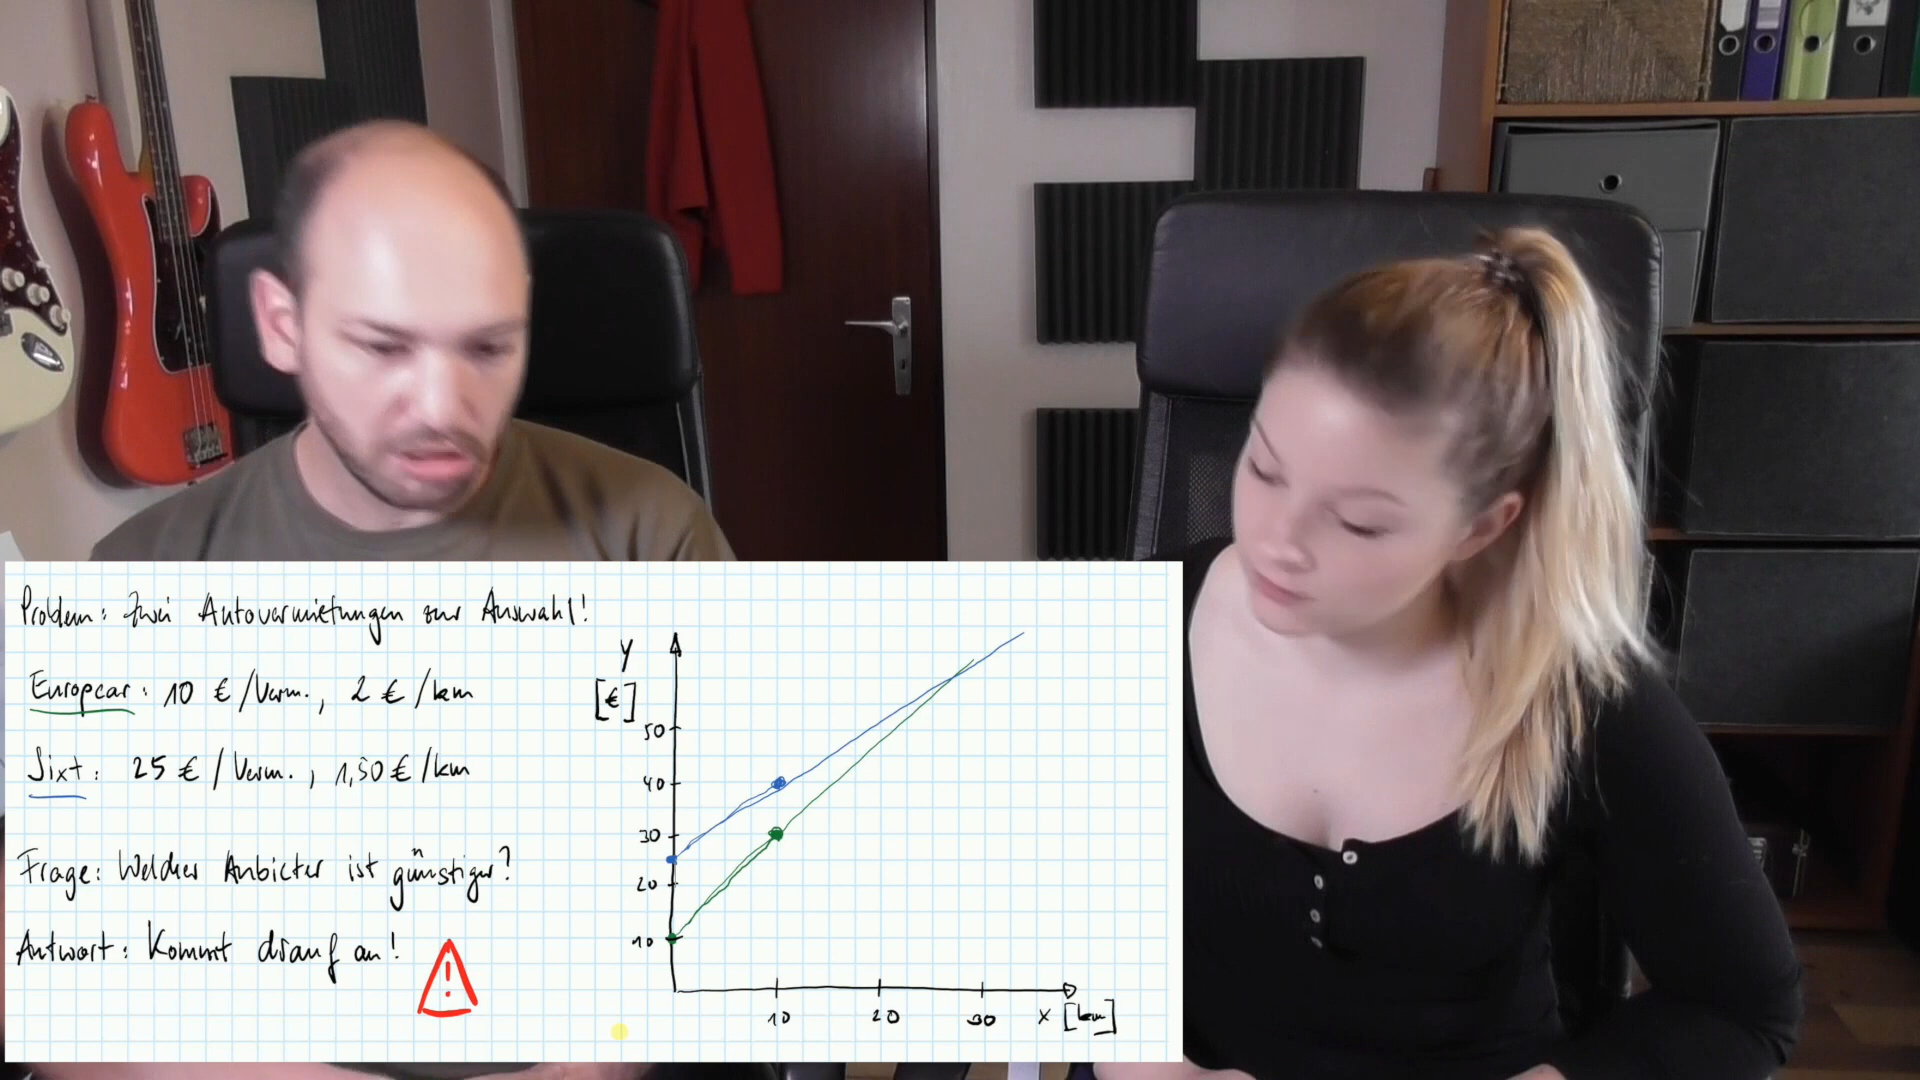 Problem: Zwei Autovermietungen zur Auswahl!
Europcar: 10 €/Verm., 2 €/km
Sixt: 25 €/Verm., 1,50 €/km
Frage: Welcher Anbieter ist günstiger?
Antwort: Kommt drauf an!
!
y
[€]
50
40
30
20
10
10 20 30 x [km]